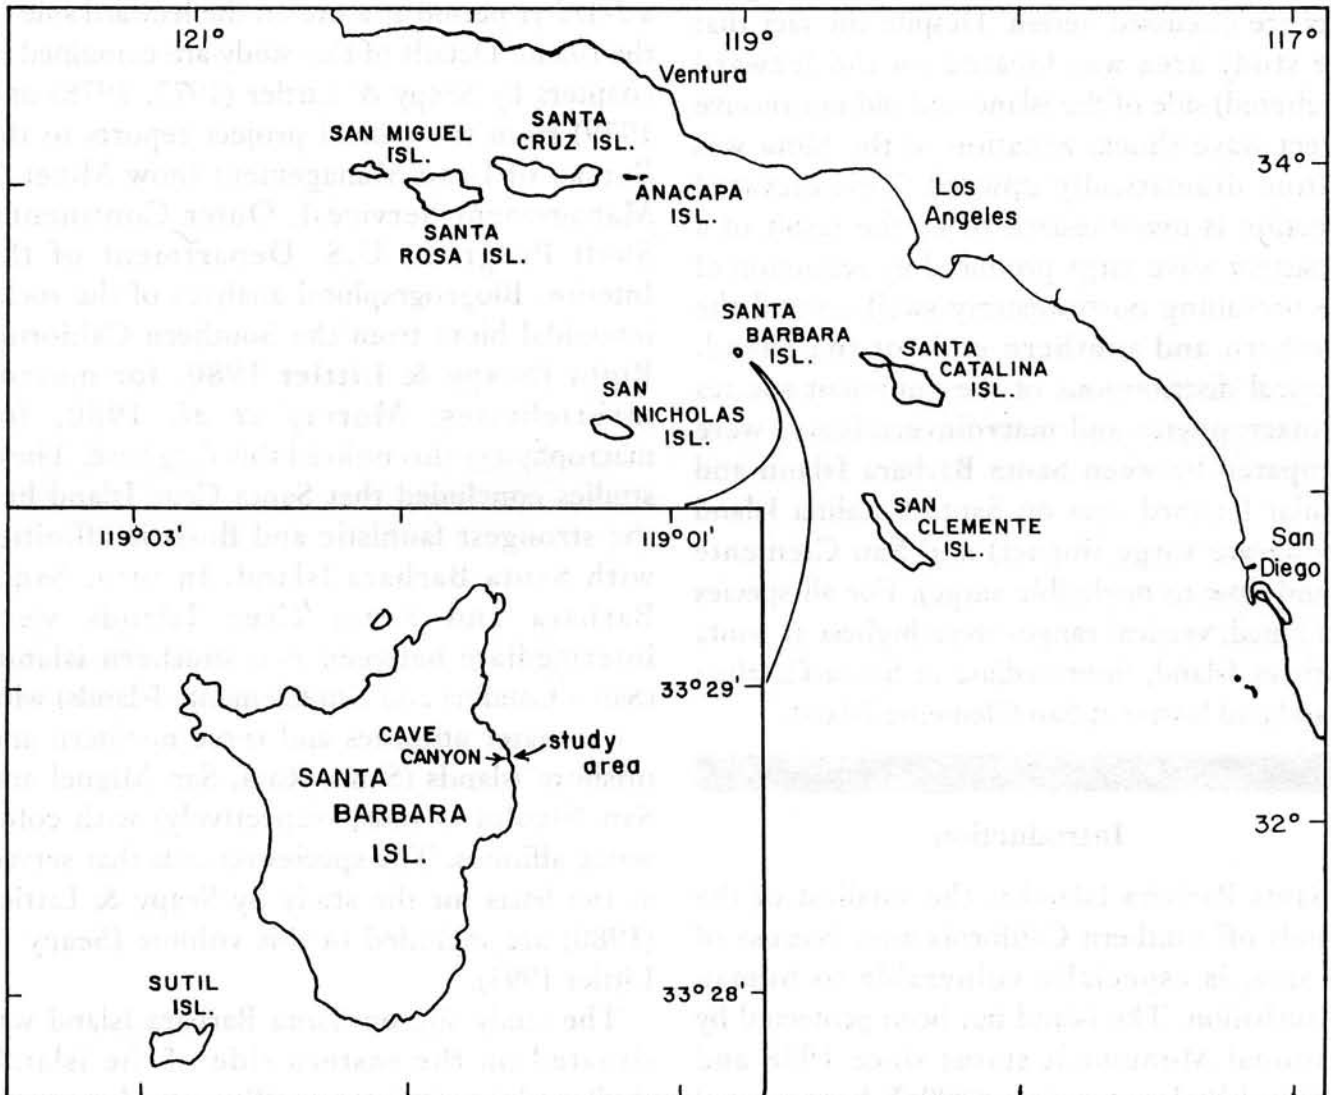 121°
119°
117°
Ventura
SAN MIGUEL
ISL.
SANTA
CRUZ ISL.
34°
ANACAPA
ISL.
Los
Angeles
SANTA
ROSA ISL.
SANTA
BARBARA
ISL.
SANTA
CATALINA
ISL.
SAN
NICHOLAS
ISL.
SAN
CLEMENTE
ISL.
San
Diego
119°03'
119°01'
33°29'
CAVE
CANYON
study
area
SANTA
BARBARA
ISL.
32°
33°28'
SUTIL
ISL.